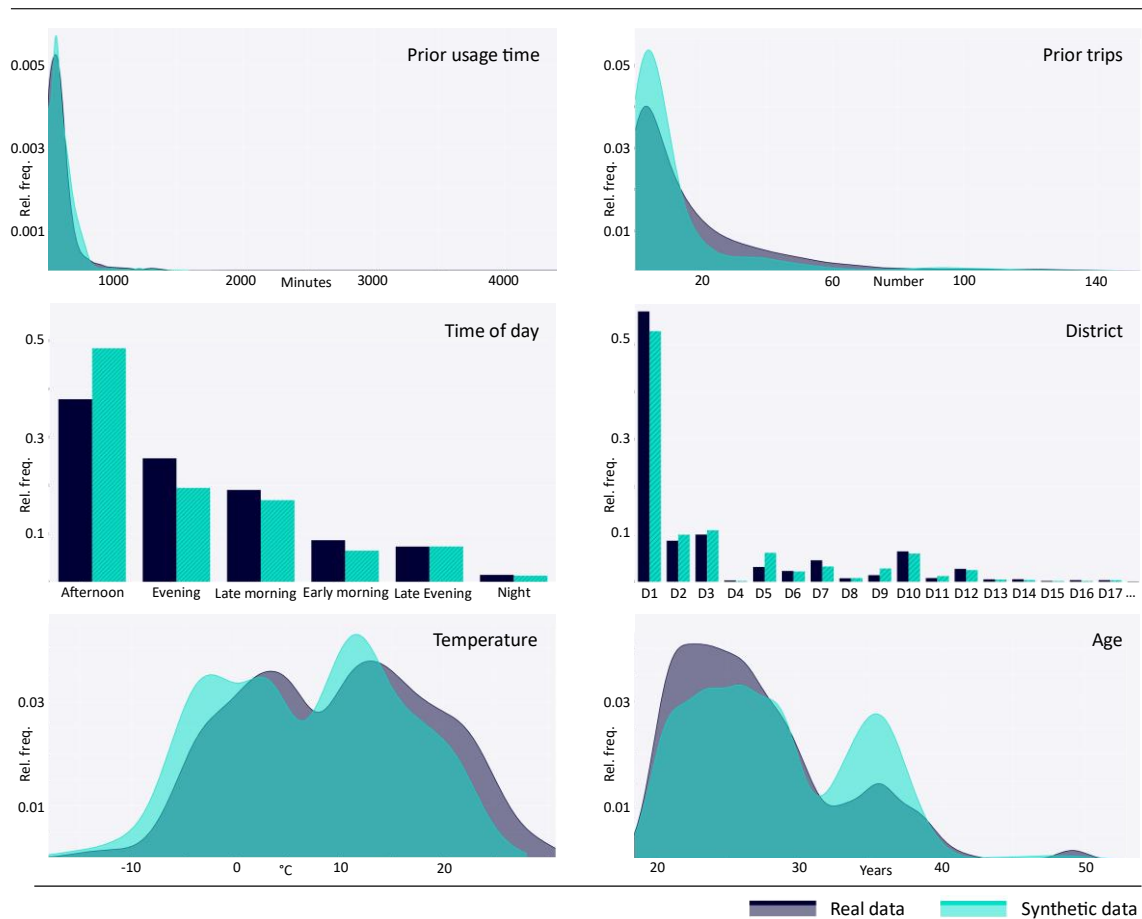 Prior usage time
Rel. freq.
0.005
0.003
0.001
1000 2000 Minutes 3000 4000
Prior trips
Rel. freq.
0.05
0.03
0.01
20 60 Number 100 140
Time of day
Rel. freq.
0.5
0.3
0.1
Afternoon Evening Late morning Early morning Late Evening Night
District
Rel. freq.
0.5
0.3
0.1
D1 D2 D3 D4 D5 D6 D7 D8 D9 D10 D11 D12 D13 D14 D15 D16 D17 ...
Temperature
Rel. freq.
0.03
0.01
-10 0 °C 10 20
Age
Rel. freq.
0.03
0.01
20 30 Years 40 50
Real data Synthetic data